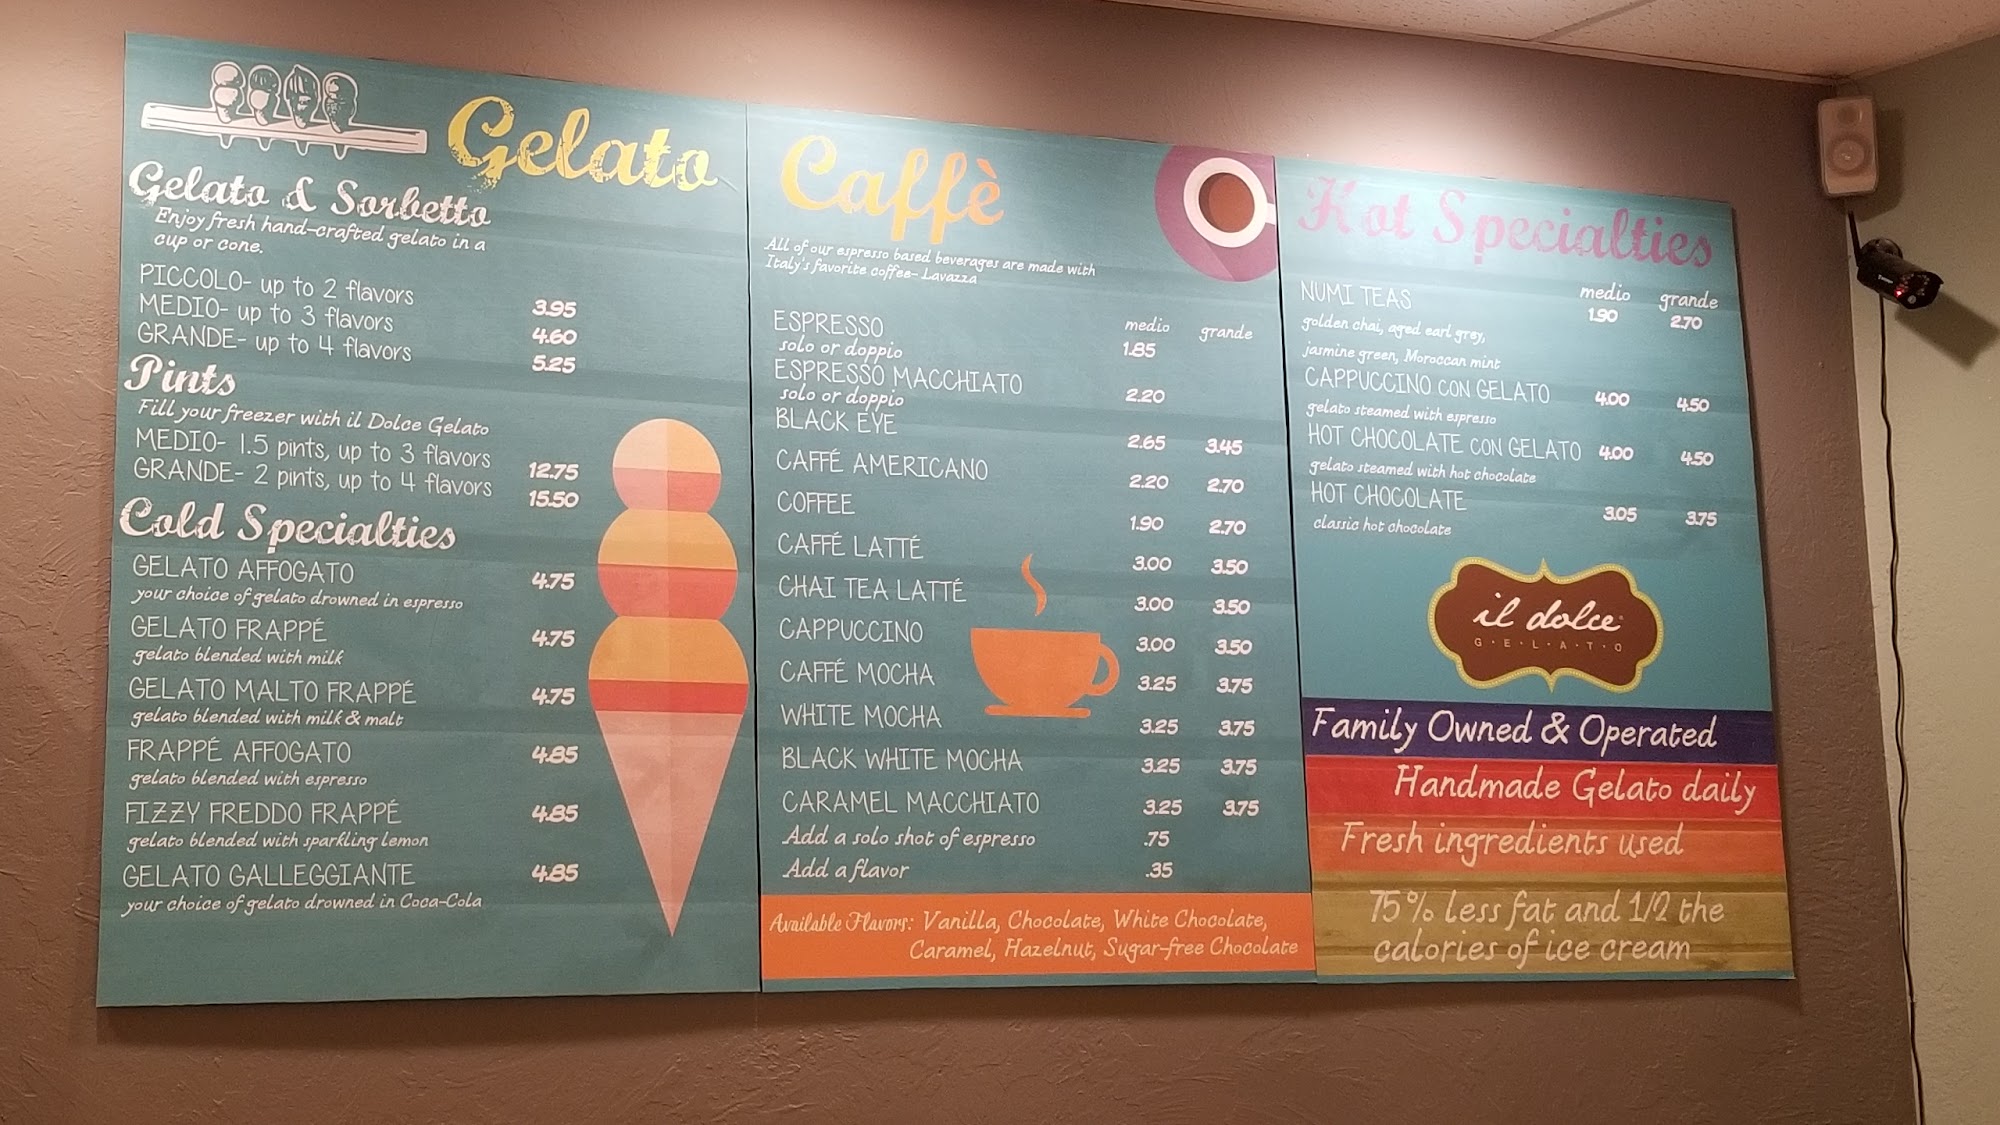 Gelato
Gelato & Sorbetto
Enjoy fresh hand-crafted gelato in a
cup or cone.
PICCOLO- up to 2 flavors 3.95
MEDIO- up to 3 flavors 4.60
GRANDE- up to 4 flavors 5.25
Pints
Fill your freezer with il Dolce Gelato
MEDIO- 1.5 pints, up to 3 flavors 12.75
GRANDE- 2 pints, up to 4 flavors 15.50
Cold Specialties
GELATO AFFOGATO 4.75
your choice of gelato drowned in espresso
GELATO FRAPPÉ 4.75
gelato blended with milk
GELATO MALTO FRAPPÉ 4.75
gelato blended with milk & malt
FRAPPÉ AFFOGATO 4.85
gelato blended with espresso
FIZZY FREDDO FRAPPÉ 4.85
gelato blended with sparkling lemon
GELATO GALLEGGIANTE 4.85
your choice of gelato drowned in Coca-Cola
Caffè
All of our espresso based beverages are made with
Italy's favorite coffee- Lavazza
medio grande
ESPRESSO 1.85
solo or doppio
ESPRESSO MACCHIATO 2.20
solo or doppio
BLACK EYE 2.65 3.45
CAFFÉ AMERICANO 2.20 2.70
COFFEE 1.90 2.70
CAFFÉ LATTÉ 3.00 3.50
CHAI TEA LATTÉ 3.00 3.50
CAPPUCCINO 3.00 3.50
CAFFÉ MOCHA 3.25 3.75
WHITE MOCHA 3.25 3.75
BLACK WHITE MOCHA 3.25 3.75
CARAMEL MACCHIATO 3.25 3.75
Add a solo shot of espresso .75
Add a flavor .35
Available Flavors: Vanilla, Chocolate, White Chocolate,
Caramel, Hazelnut, Sugar-free Chocolate
Hot Specialties
medio grande
NUMI TEAS 1.90 2.70
golden chai, aged earl grey,
jasmine green, Moroccan mint
CAPPUCCINO CON GELATO 4.00 4.50
gelato steamed with espresso
HOT CHOCOLATE CON GELATO 4.00 4.50
gelato steamed with hot chocolate
HOT CHOCOLATE 3.05 3.75
classic hot chocolate
il dolce
G·E·L·A·T·O
Family Owned & Operated
Handmade Gelato daily
Fresh ingredients used
75% less fat and 1/2 the
calories of ice cream